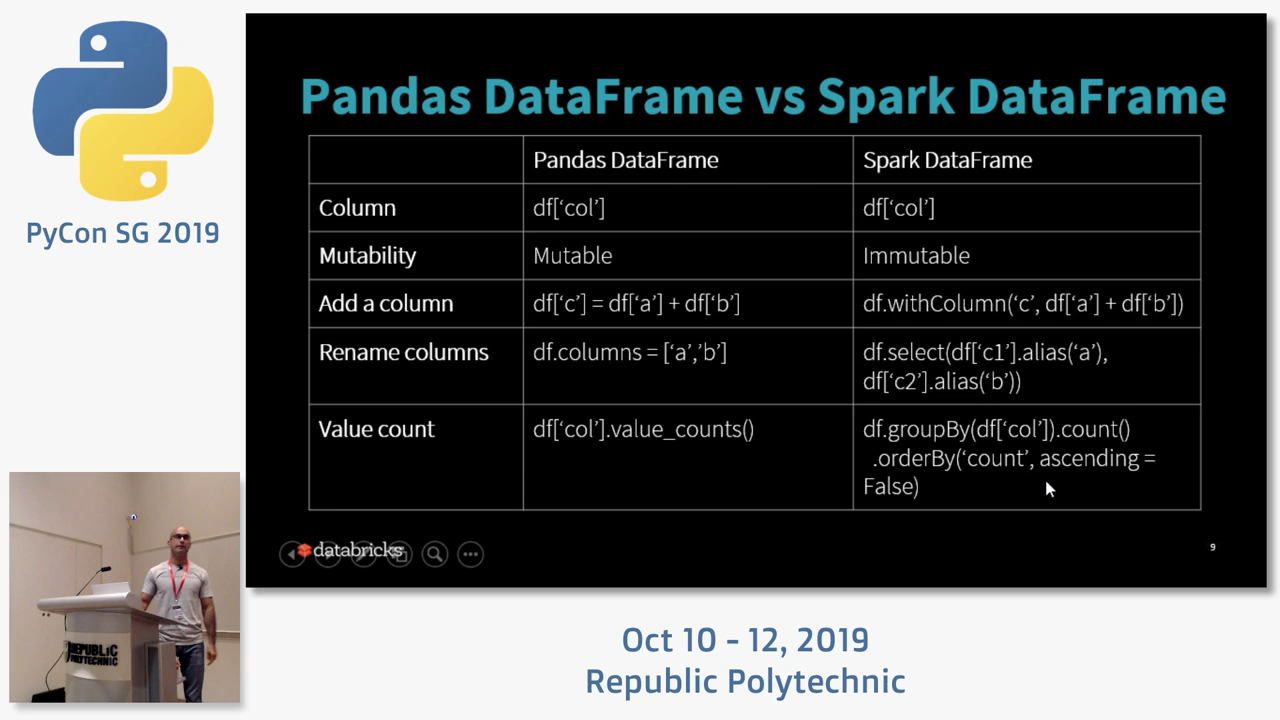 PyCon SG 2019
Pandas DataFrame vs Spark DataFrame
Pandas DataFrame
Spark DataFrame
Column
df[‘col’]
df[‘col’]
Mutability
Mutable
Immutable
Add a column
df[‘c’] = df[‘a’] + df[‘b’]
df.withColumn(‘c’, df[‘a’] + df[‘b’])
Rename columns
df.columns = [‘a’,’b’]
df.select(df[‘c1’].alias(‘a’),
df[‘c2’].alias(‘b’))
Value count
df[‘col’].value_counts()
df.groupBy(df[‘col’]).count()
.orderBy(‘count’, ascending =
False)
databricks
9
REPUBLIC
POLYTECHNIC
Oct 10 - 12, 2019
Republic Polytechnic